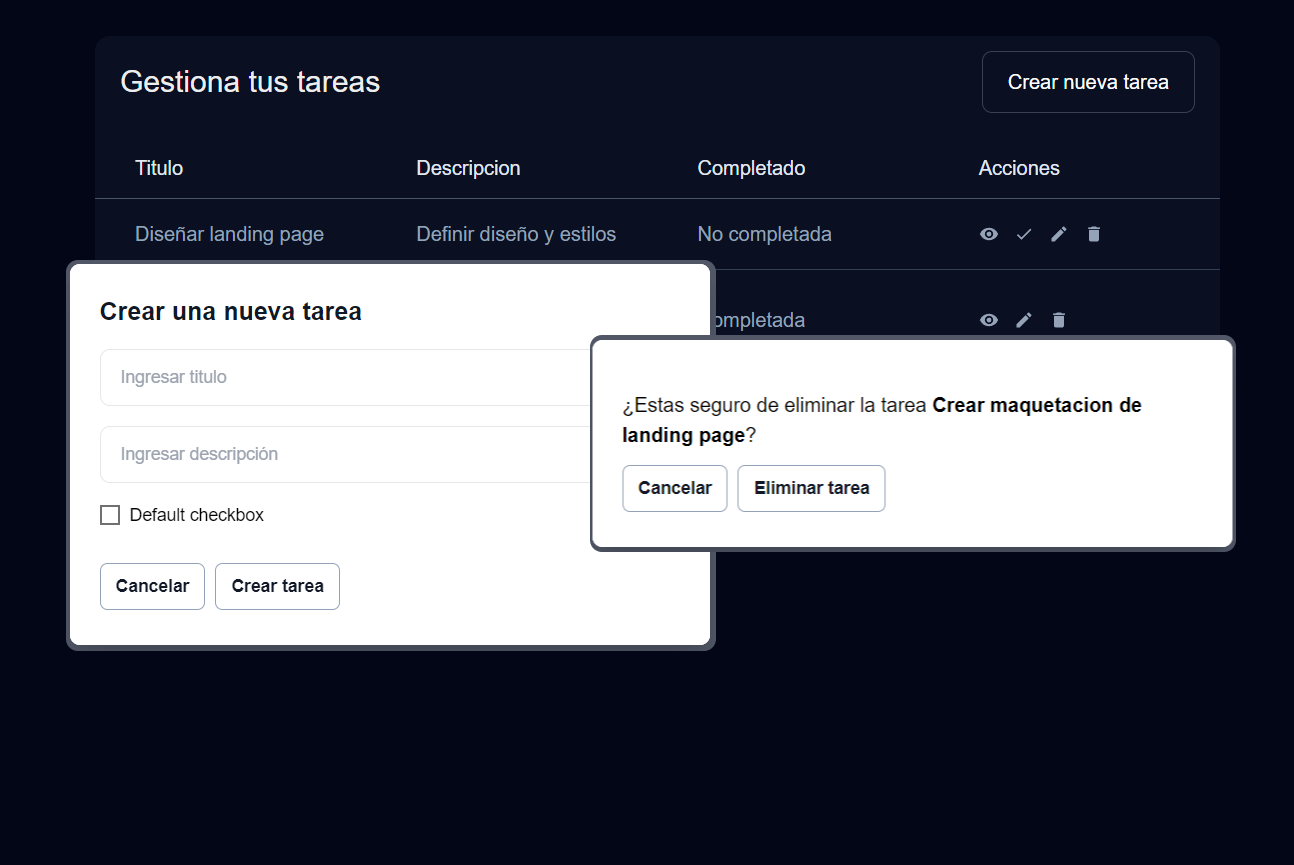 Gestiona tus tareas
Crear nueva tarea
Titulo Descripcion Completado Acciones
Diseñar landing page Definir diseño y estilos No completada
Crear una nueva tarea
Ingresar titulo
Ingresar descripción
Default checkbox
Cancelar Crear tarea
¿Estas seguro de eliminar la tarea Crear maquetacion de
landing page?
Cancelar Eliminar tarea